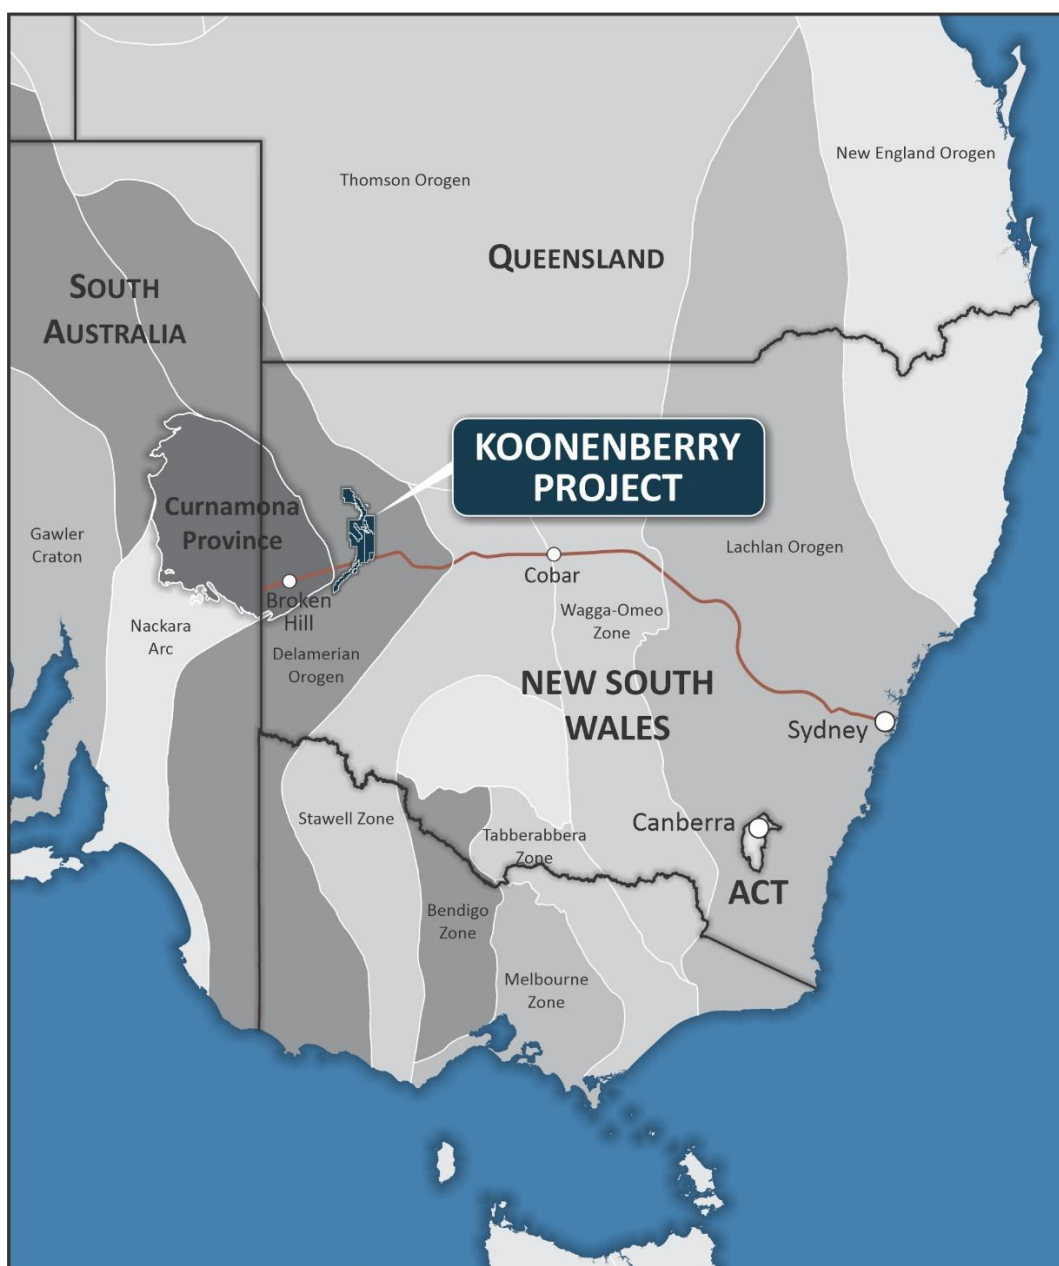 New England Orogen
Thomson Orogen
QUEENSLAND
SOUTH
AUSTRALIA
KOONENBERRY
PROJECT
Curnamona
Province
Gawler
Craton
Lachlan Orogen
Cobar
Broken
Hill
Wagga-Omeo
Zone
Nackara
Arc
Delamerian
Orogen
NEW SOUTH
WALES
Sydney
Stawell Zone
Canberra
Tabberabbera
Zone
ACT
Bendigo
Zone
Melbourne
Zone